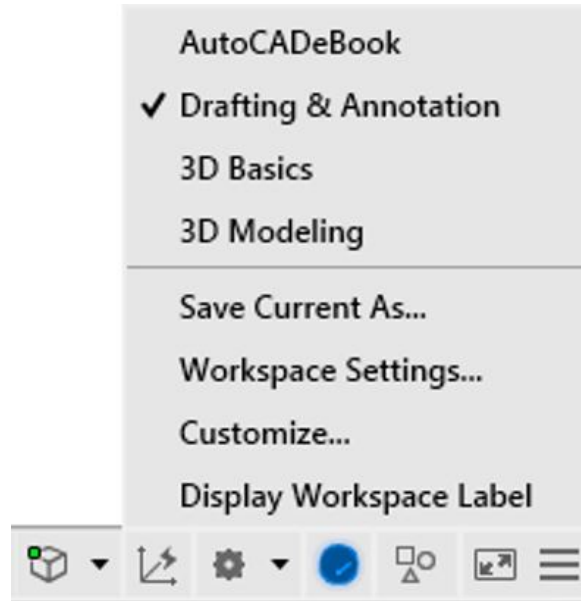 AutoCADeBook
Drafting & Annotation
3D Basics
3D Modeling
Save Current As...
Workspace Settings...
Customize...
Display Workspace Label